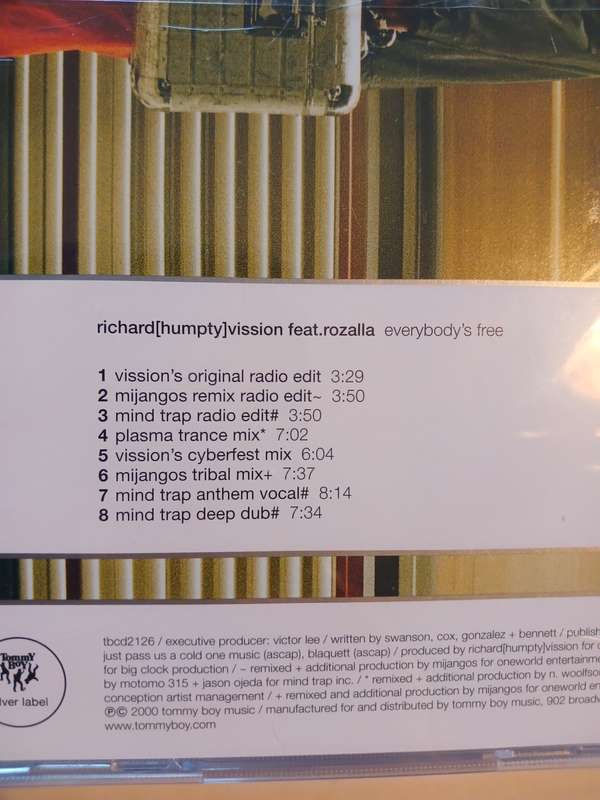 richard[humpty]vission feat.rozalla everybody's free
1 vission's original radio edit 3:29
2 mijangos remix radio edit~ 3:50
3 mind trap radio edit# 3:50
4 plasma trance mix* 7:02
5 vission's cyberfest mix 6:04
6 mijangos tribal mix+ 7:37
7 mind trap anthem vocal# 8:14
8 mind trap deep dub# 7:34
Tommy
Boy
lver label
tbcd2126 / executive producer: victor lee / written by swanson, cox, gonzalez + bennett / publish
just pass us a cold one music (ascap), blaquett (ascap) / produced by richard[humpty]vission for
for big clock production / ~ remixed + additional production by mijangos for oneworld entertainme
by motomo 315 + jason ojeda for mind trap inc. / * remixed + additional production by n. woolfso
conception artist management / + remixed and additional production by mijangos for oneworld en
℗© 2000 tommy boy music / manufactured for and distributed by tommy boy music, 902 broadw
www.tommyboy.com